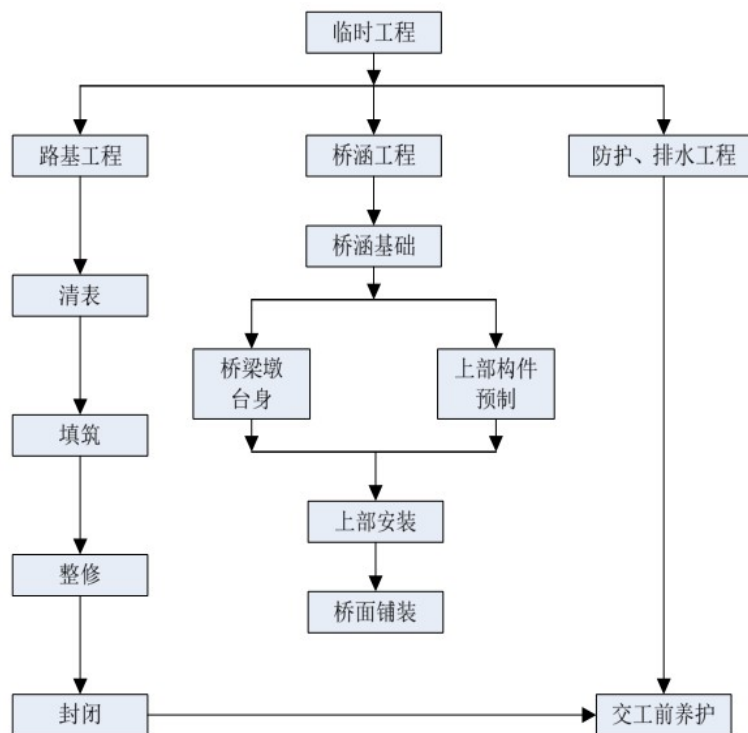 临时工程
路基工程
桥涵工程
防护、排水工程
桥涵基础
清表
桥梁墩
台身
上部构件
预制
填筑
上部安装
整修
桥面铺装
封闭
交工前养护